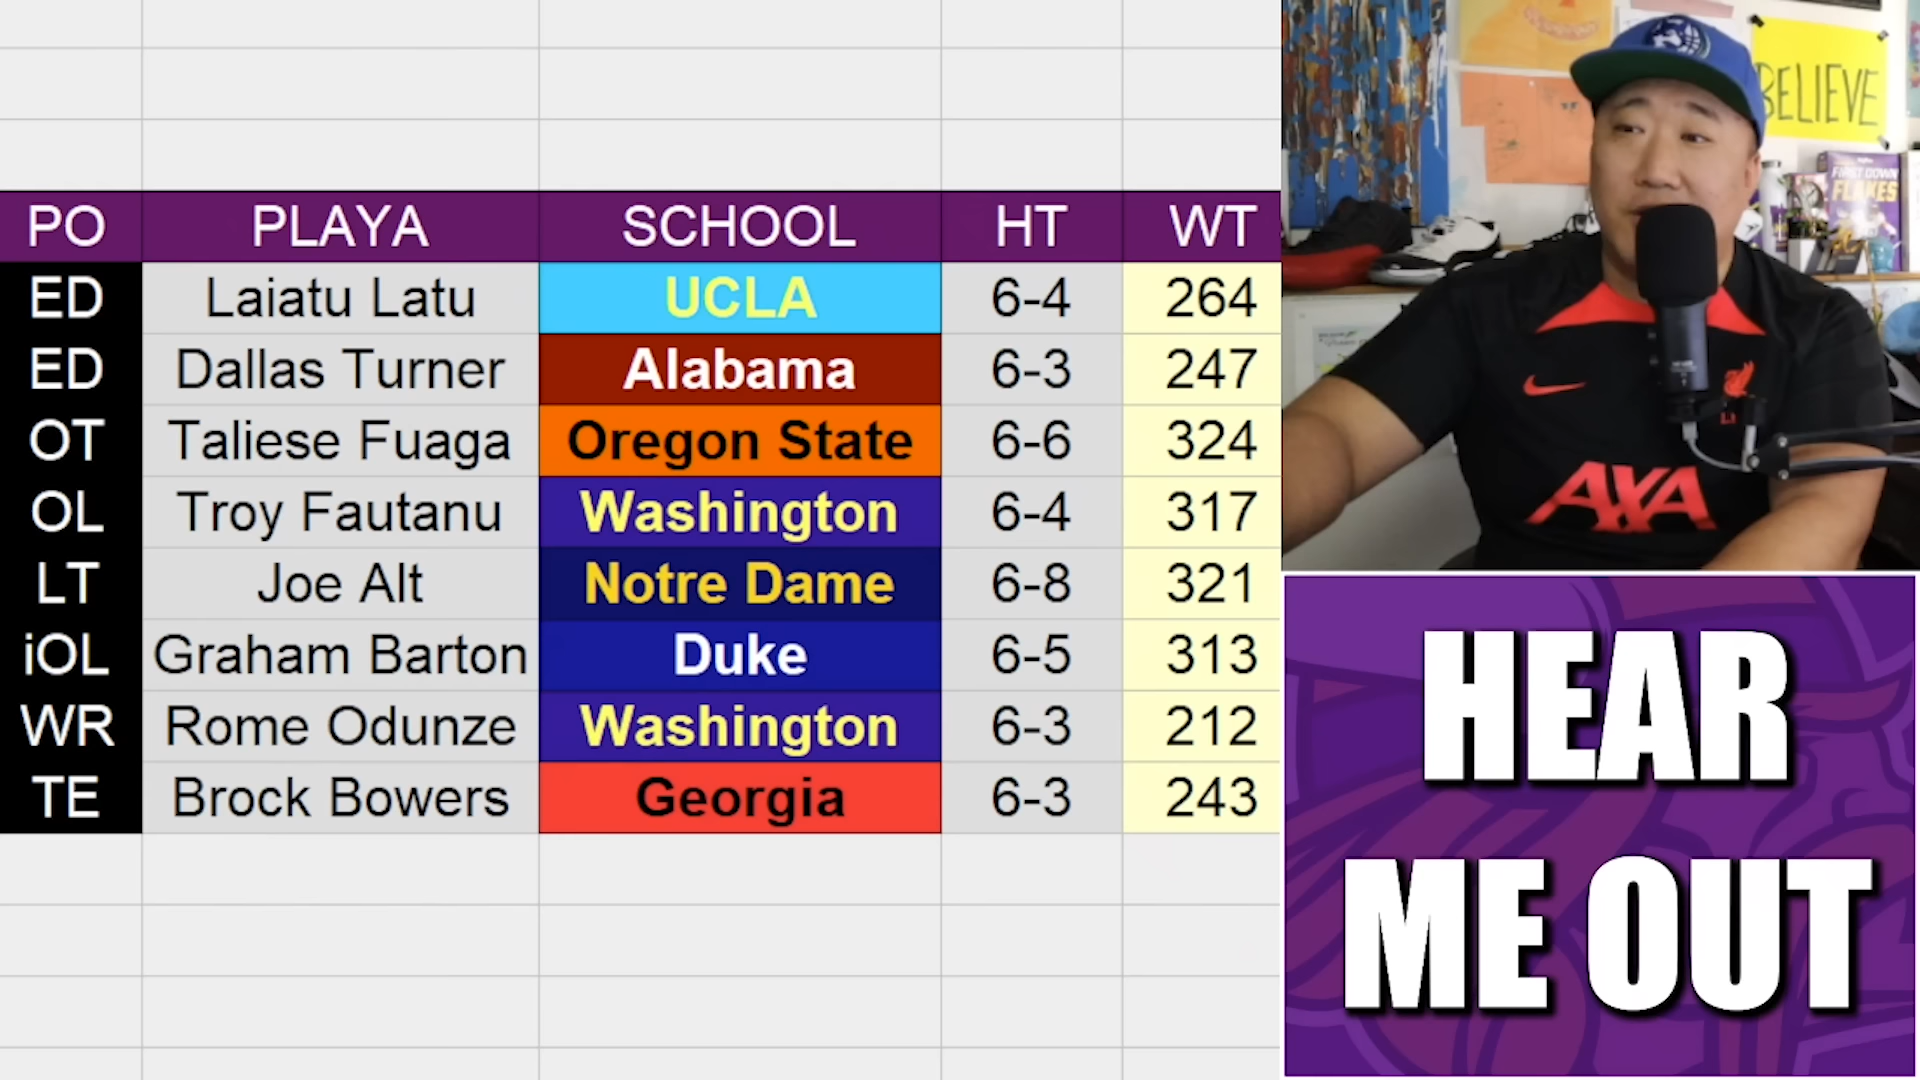 PO PLAYA SCHOOL HT WT
ED Laiatu Latu UCLA 6-4 264
ED Dallas Turner Alabama 6-3 247
OT Taliese Fuaga Oregon State 6-6 324
OL Troy Fautanu Washington 6-4 317
LT Joe Alt Notre Dame 6-8 321
iOL Graham Barton Duke 6-5 313
WR Rome Odunze Washington 6-3 212
TE Brock Bowers Georgia 6-3 243
BELIEVE
FIRST DOWN
FLAKES
AXA
HEAR
ME OUT